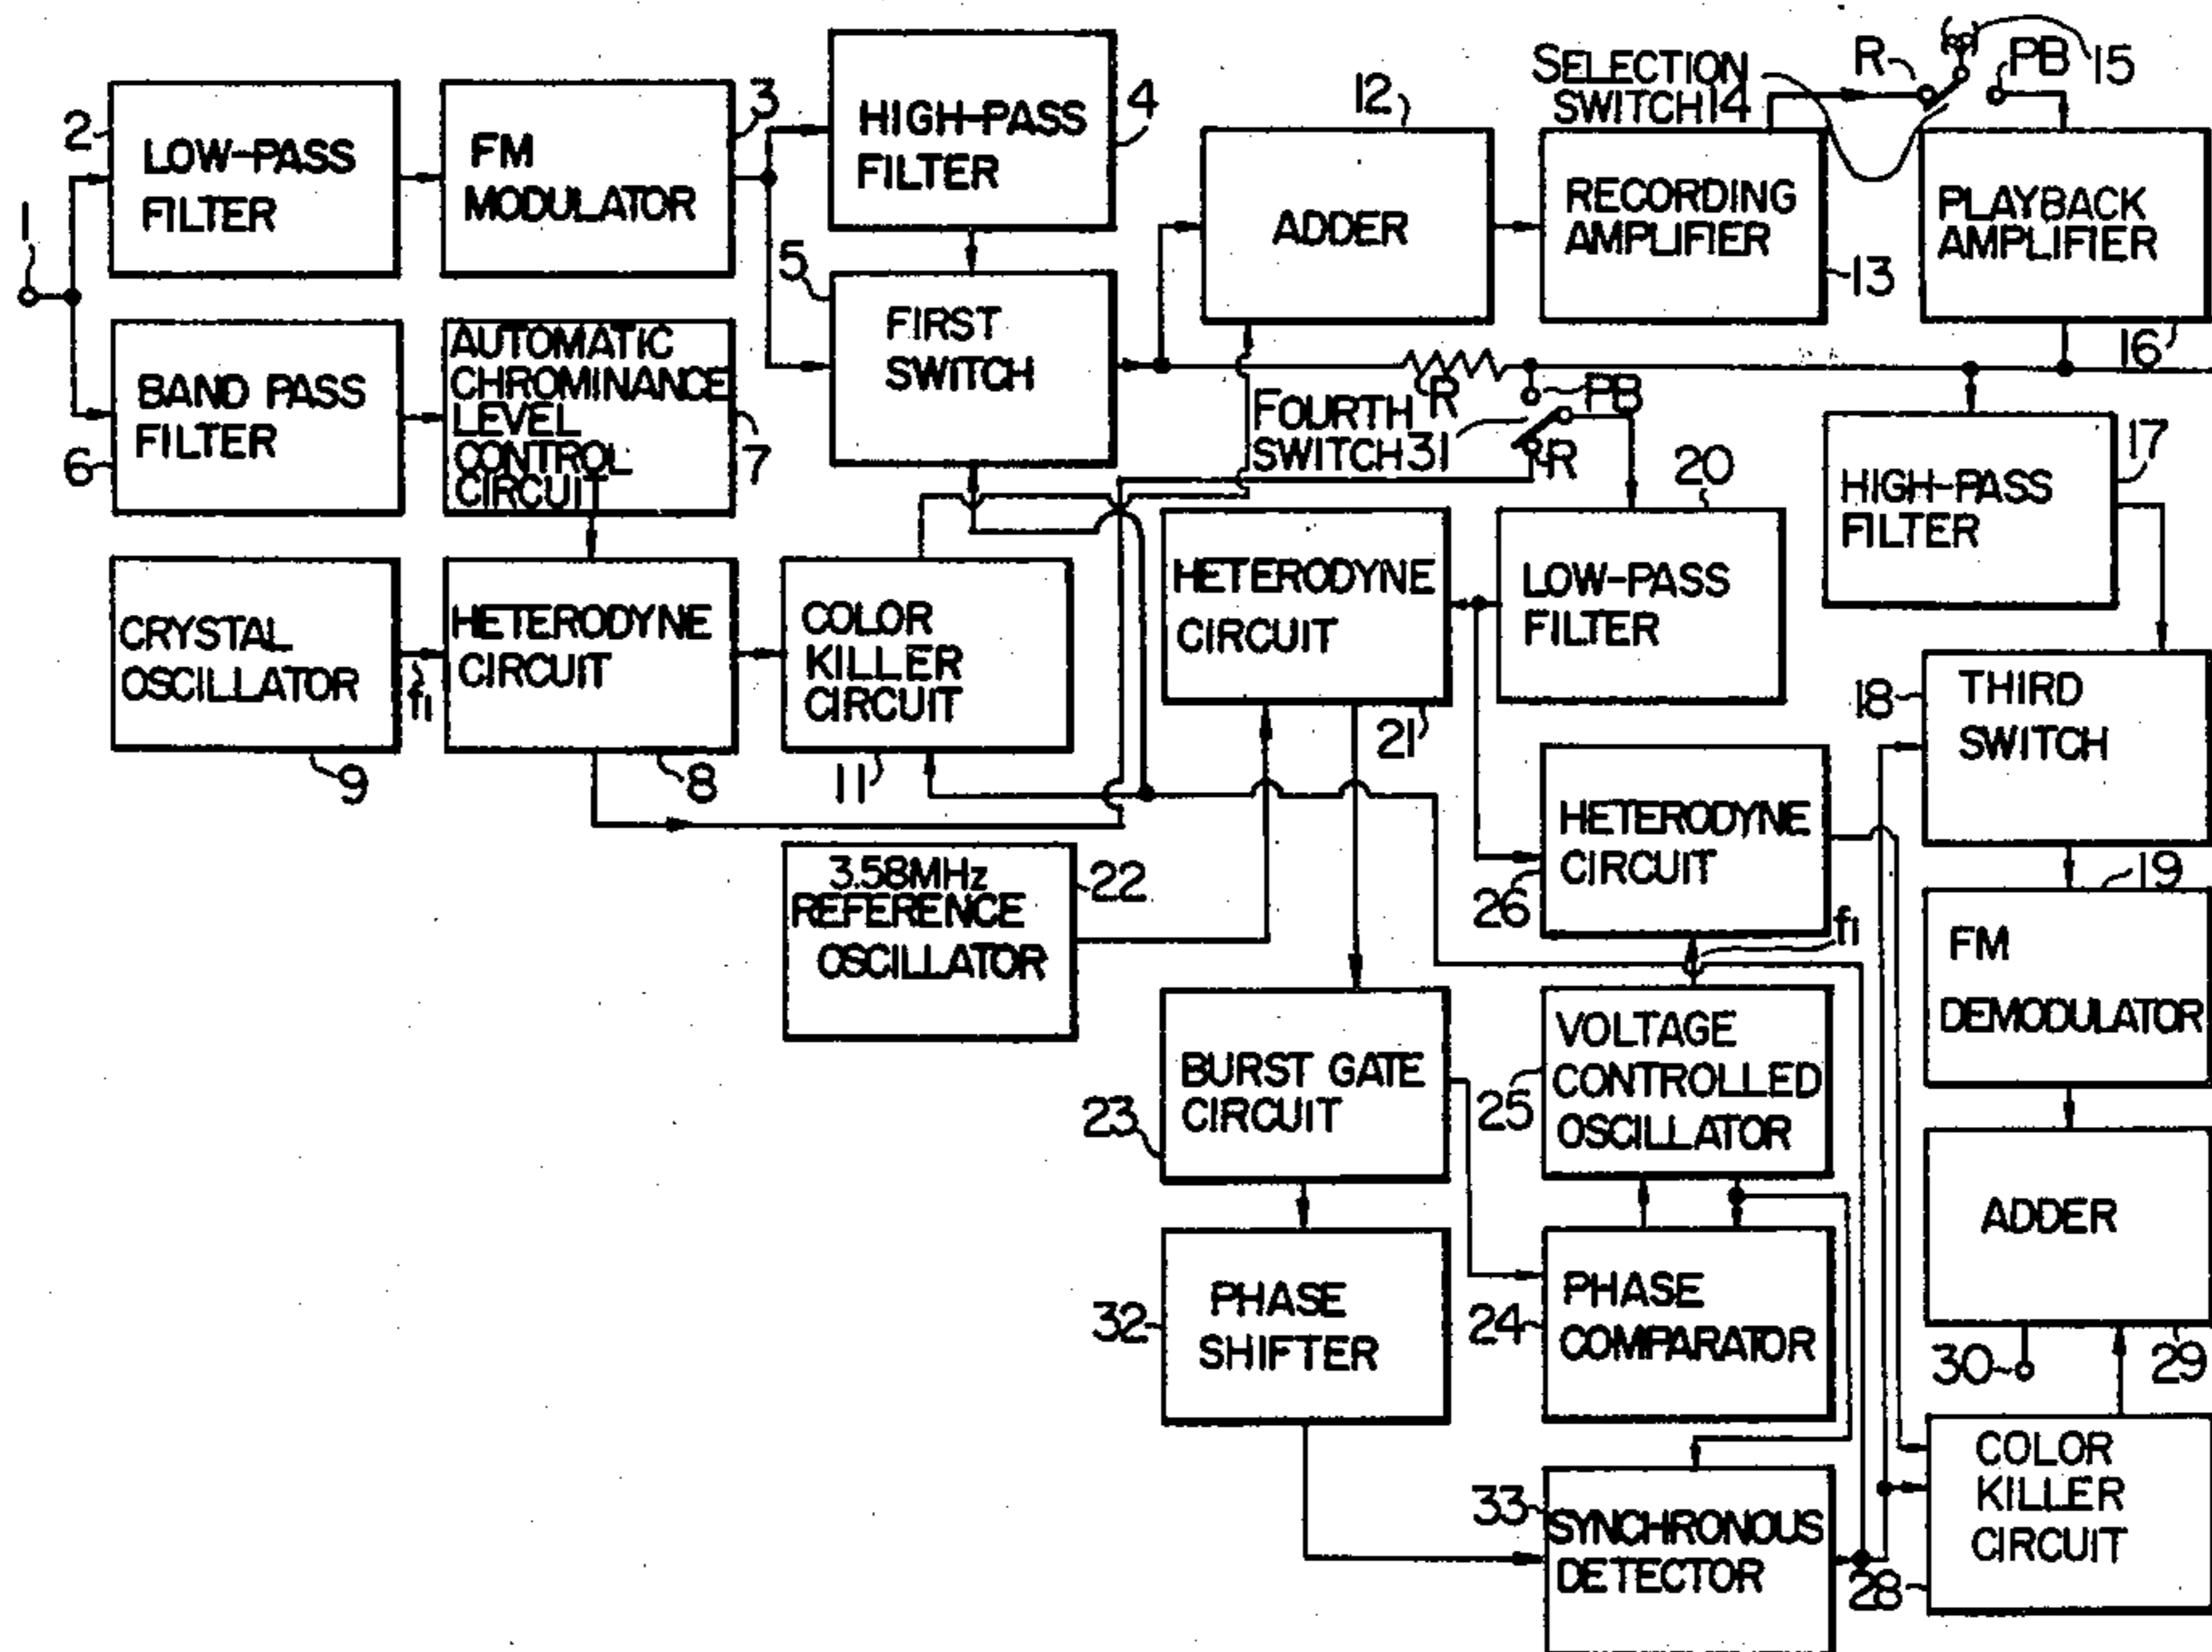 1
2
LOW-PASS
FILTER
FM
MODULATOR
3
HIGH-PASS
FILTER
4
5
FIRST
SWITCH
6
BAND PASS
FILTER
AUTOMATIC
CHROMINANCE
LEVEL
CONTROL
CIRCUIT
7
CRYSTAL
OSCILLATOR
9
f1
HETERODYNE
CIRCUIT
8
COLOR
KILLER
CIRCUIT
11
12
ADDER
SELECTION
SWITCH 14
RECORDING
AMPLIFIER
13
R
PB
15
PLAYBACK
AMPLIFIER
16
R
PB
FOURTH
SWITCH 31
R
HIGH-PASS
FILTER
17
HETERODYNE
CIRCUIT
21
20
LOW-PASS
FILTER
18
THIRD
SWITCH
3.58MHz
REFERENCE
OSCILLATOR
22
HETERODYNE
CIRCUIT
26
f1
19
FM
DEMODULATOR
BURST GATE
CIRCUIT
23
VOLTAGE
CONTROLLED
OSCILLATOR
25
ADDER
29
30
PHASE
SHIFTER
32
PHASE
COMPARATOR
24
33
SYNCHRONOUS
DETECTOR
COLOR
KILLER
CIRCUIT
28